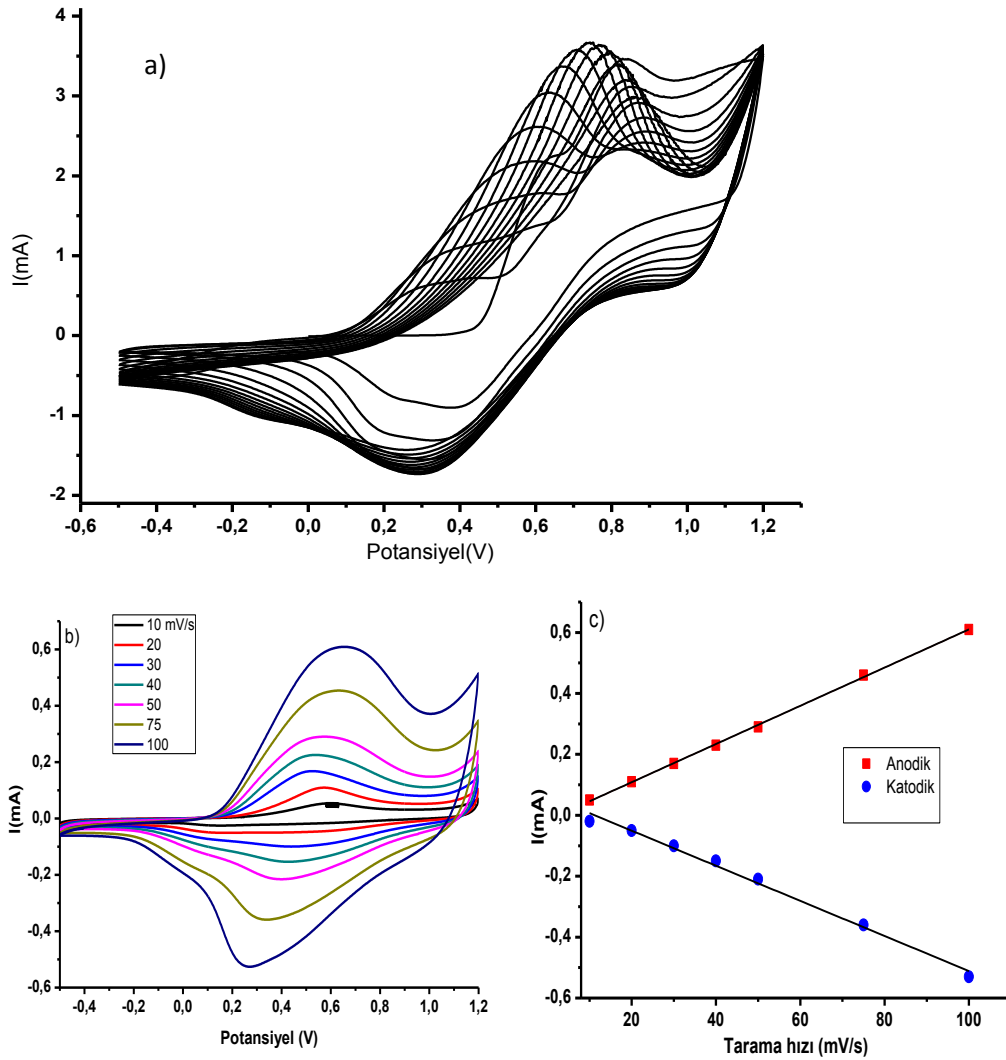 a)
4
3
2
1
0
-1
-2
I(mA)
-0,6 -0,4 -0,2 0,0 0,2 0,4 0,6 0,8 1,0 1,2
Potansiyel(V)
b)
10 mV/s
20
30
40
50
75
100
0,6
0,4
0,2
0,0
-0,2
-0,4
-0,6
I(mA)
-0,4 -0,2 0,0 0,2 0,4 0,6 0,8 1,0 1,2
Potansiyel (V)
c)
0,6
0,4
0,2
0,0
-0,2
-0,4
-0,6
I(mA)
Anodik
Katodik
20 40 60 80 100
Tarama hızı (mV/s)